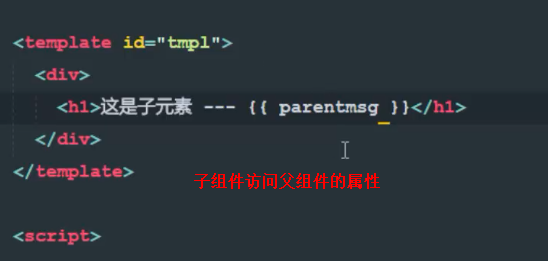 <template id="tmpl">
<div>
<h1>这是子元素 --- {{ parentmsg }}</h1>
</div>
</template>
子组件访问父组件的属性
<script>